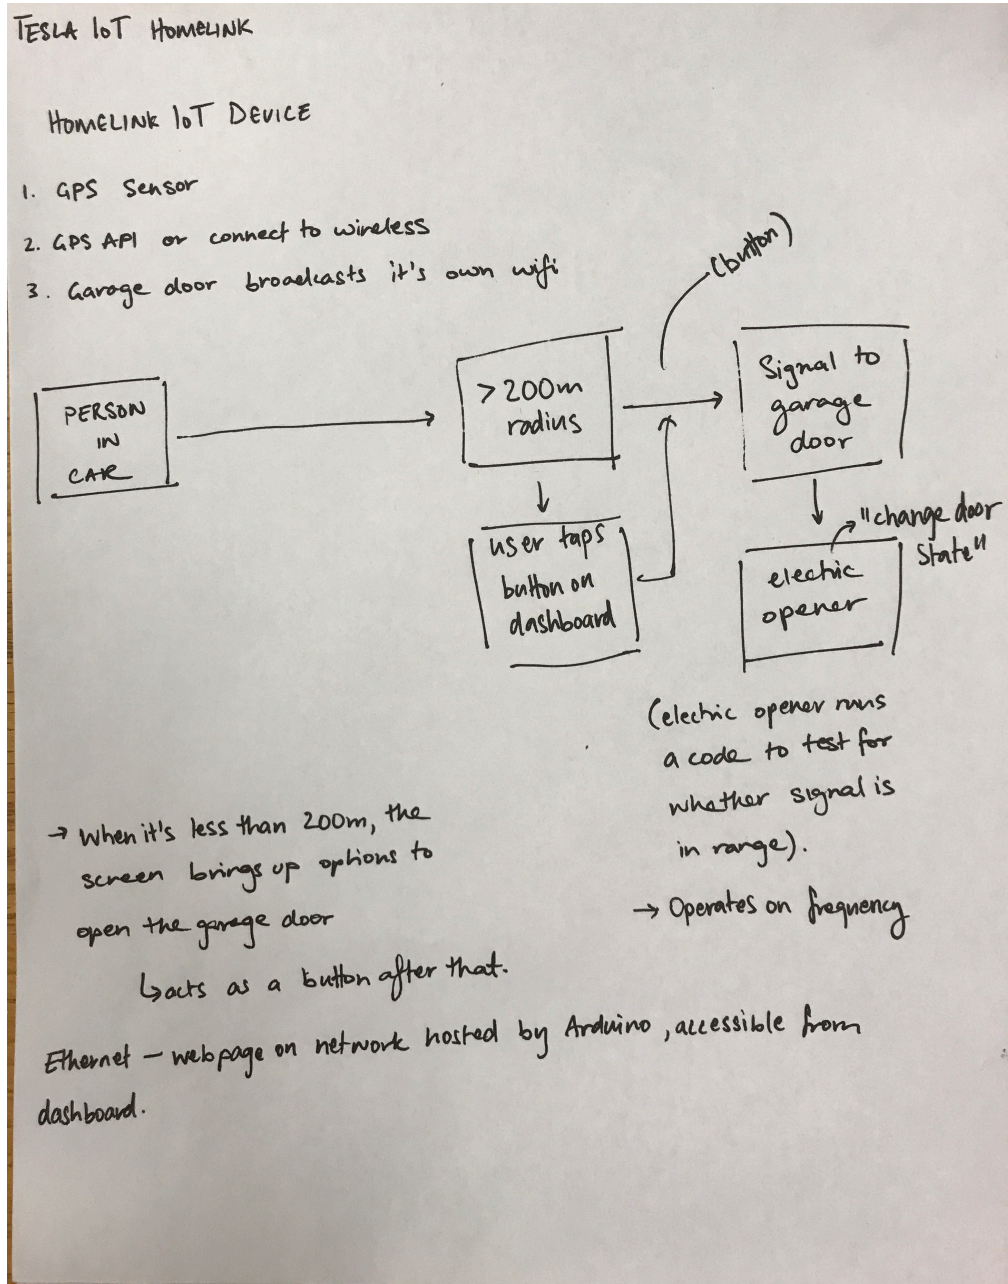 TESLA IoT HOMELINK
HOMELINK IoT DEVICE
1. GPS Sensor
2. GPS API or connect to wireless
3. Garage door broadcasts it's own wifi
(button)
PERSON
IN
CAR
> 200m
radius
Signal to
garage
door
user taps
button on
dashboard
"change door
state"
electric
opener
(electric opener runs
a code to test for
whether signal is
in range).
→ Operates on frequency
→ When it's less than 200m, the
screen brings up options to
open the garage door
↳ acts as a button after that.
Ethernet – webpage on network hosted by Arduino, accessible from
dashboard.